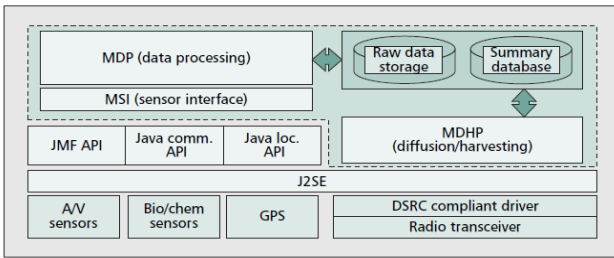 MDP (data processing)
Raw data
storage
Summary
database
MSI (sensor interface)
JMF API
Java comm.
API
Java loc.
API
MDHP
(diffusion/harvesting)
J2SE
A/V
sensors
Bio/chem
sensors
GPS
DSRC compliant driver
Radio transceiver